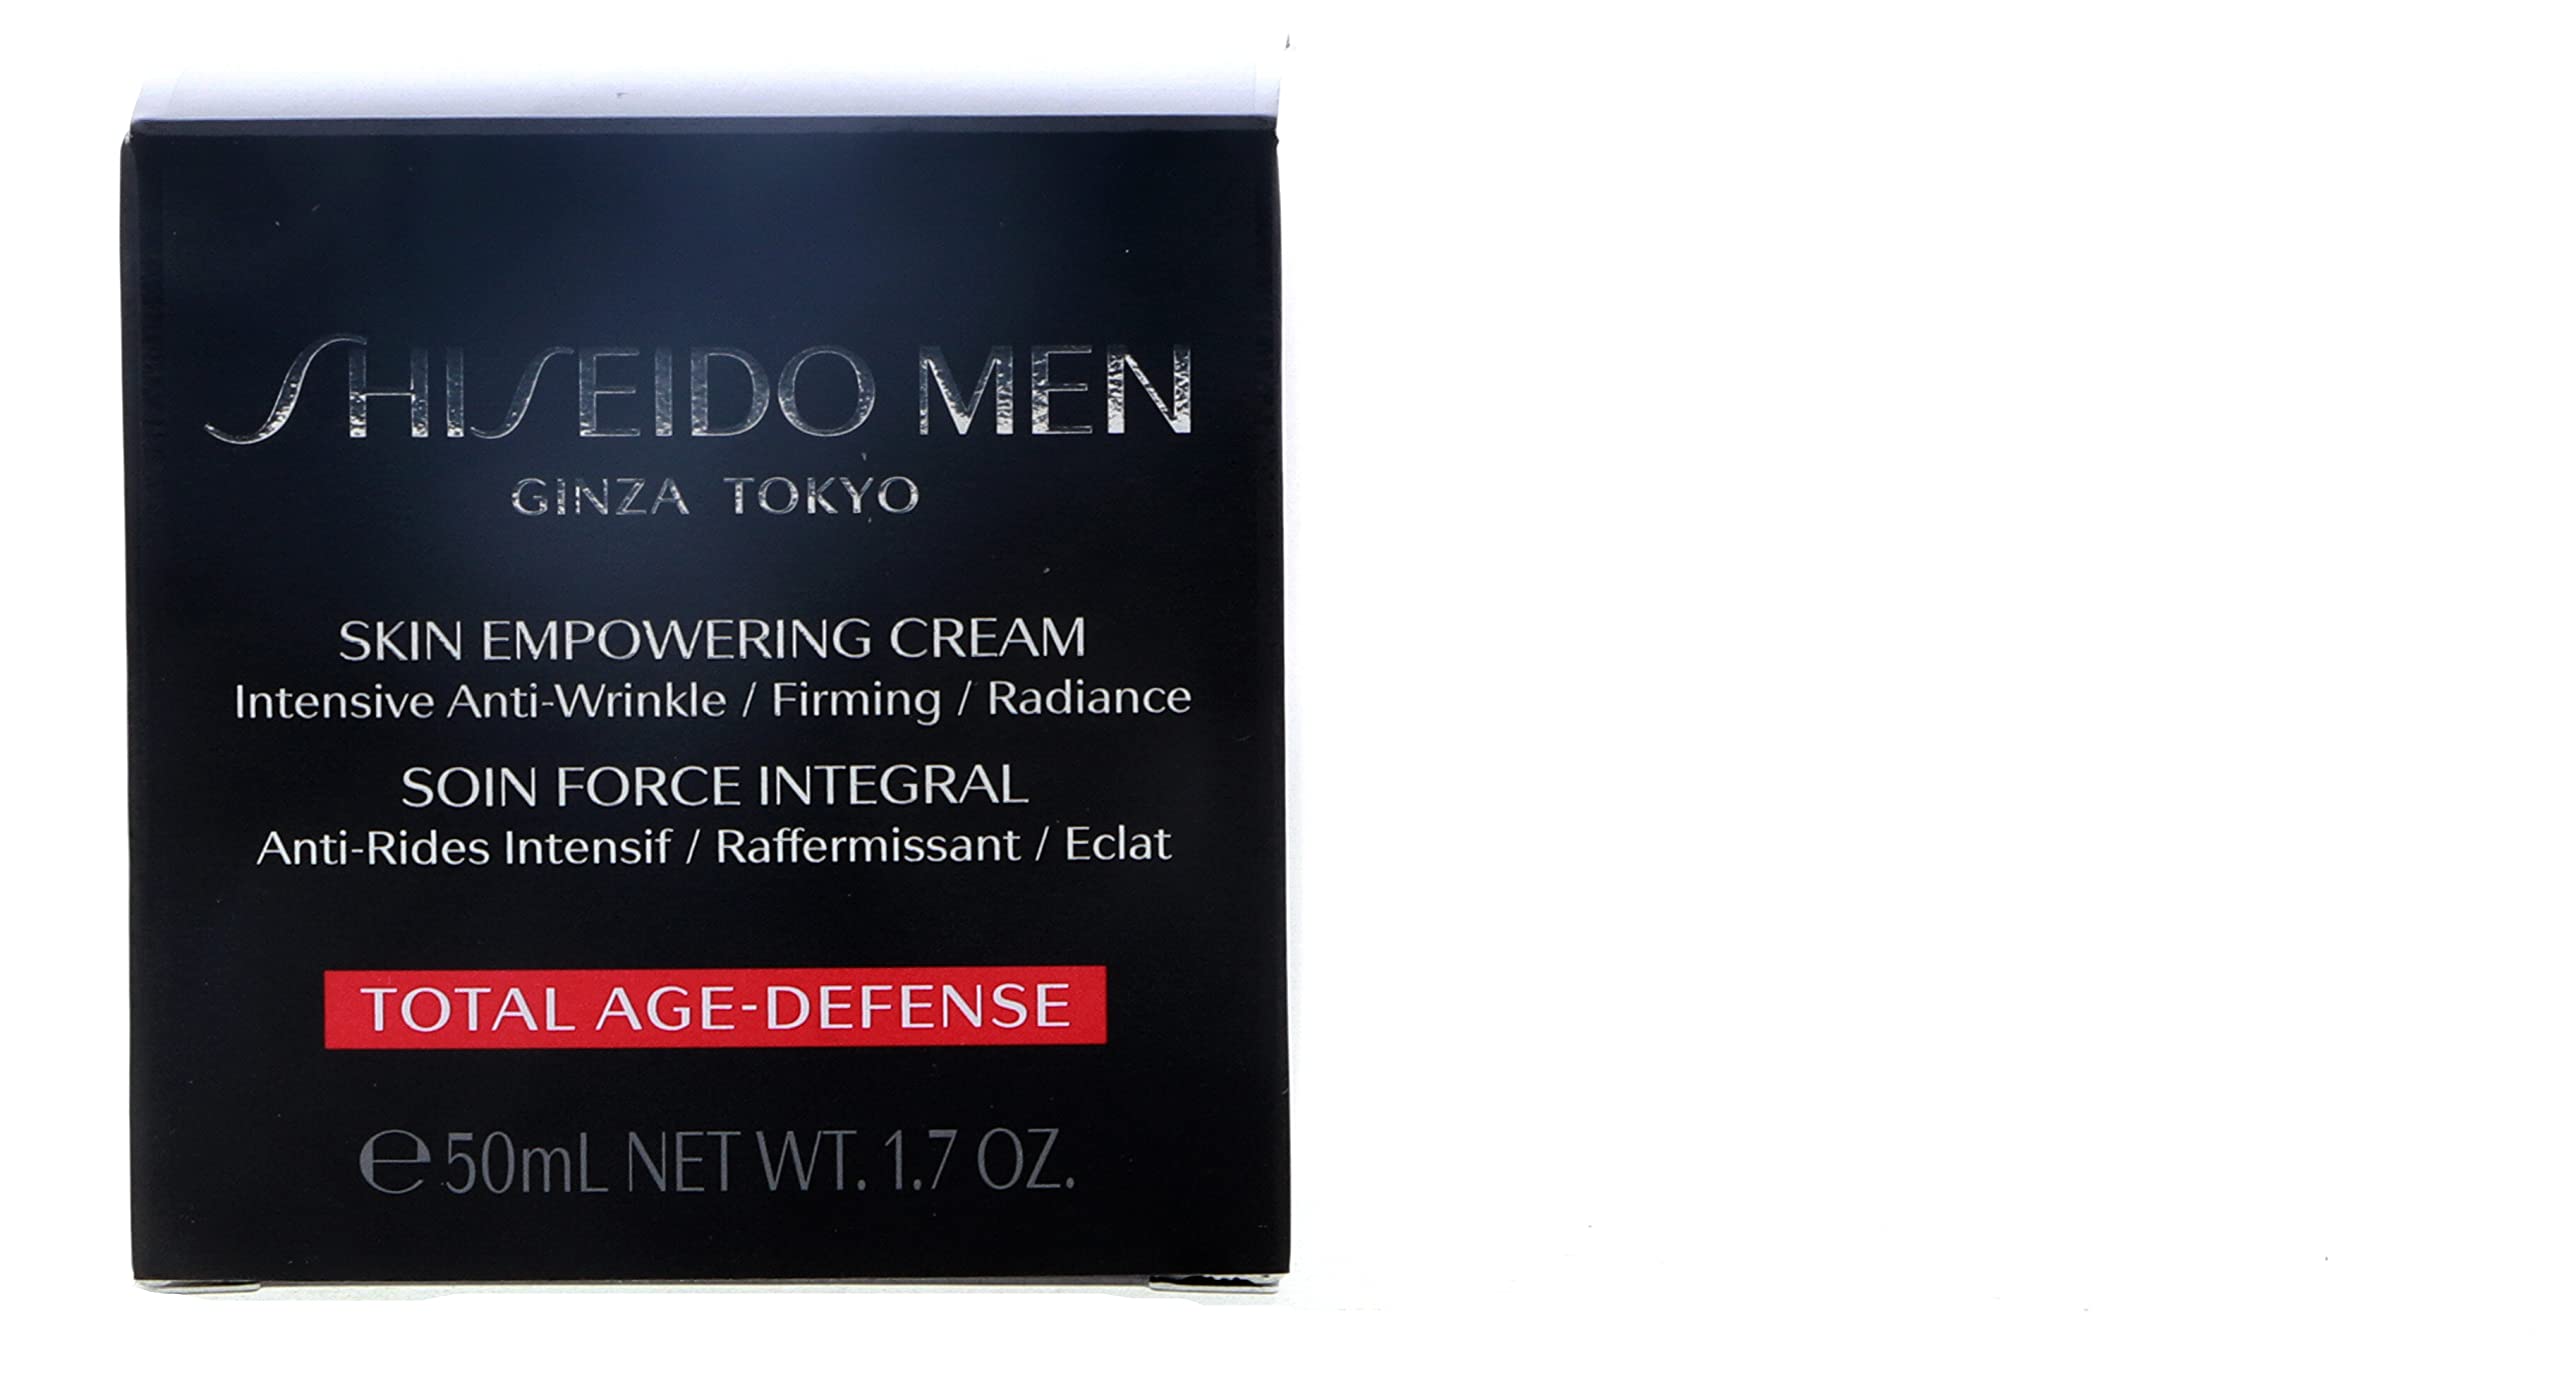 SHISEIDO MEN
GINZA TOKYO
SKIN EMPOWERING CREAM
Intensive Anti-Wrinkle / Firming / Radiance
SOIN FORCE INTEGRAL
Anti-Rides Intensif / Raffermissant / Eclat
TOTAL AGE-DEFENSE
℮50mL NET WT. 1.7 OZ.